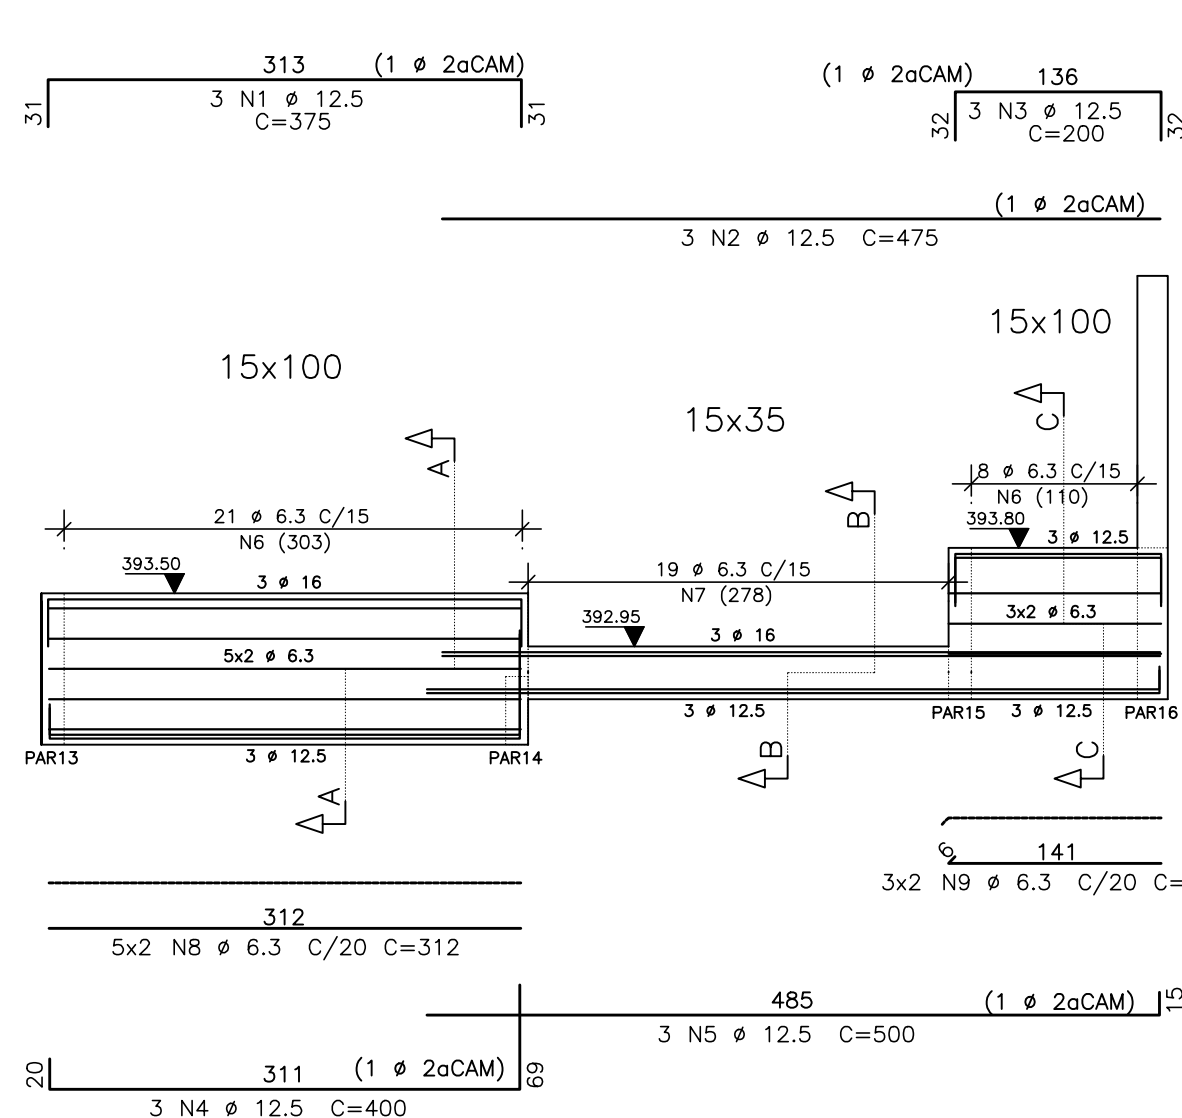 313 (1 ø 2aCAM)
31
3 N1 ø 12.5
C=375
31
(1 ø 2aCAM) 136
32
3 N3 ø 12.5
C=200
32
(1 ø 2aCAM)
3 N2 ø 12.5 C=475
15x100
15x35
15x100
A
B
C
21 ø 6.3 C/15
N6 (303)
8 ø 6.3 C/15
N6 (110)
393.50
3 ø 16
19 ø 6.3 C/15
N7 (278)
393.80
3 ø 12.5
392.95
3 ø 16
3x2 ø 6.3
5x2 ø 6.3
3 ø 12.5
PAR15
3 ø 12.5
PAR16
PAR13
3 ø 12.5
PAR14
A
B
C
6
141
3x2 N9 ø 6.3 C/20 C=
312
5x2 N8 ø 6.3 C/20 C=312
485 (1 ø 2aCAM)
15
3 N5 ø 12.5 C=500
20
311 (1 ø 2aCAM)
69
3 N4 ø 12.5 C=400